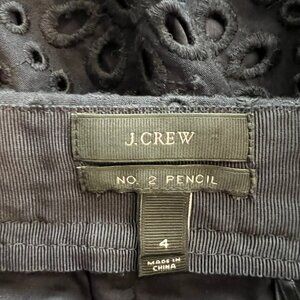 J.CREW
NO. 2 PENCIL
4
MADE IN
CHINA